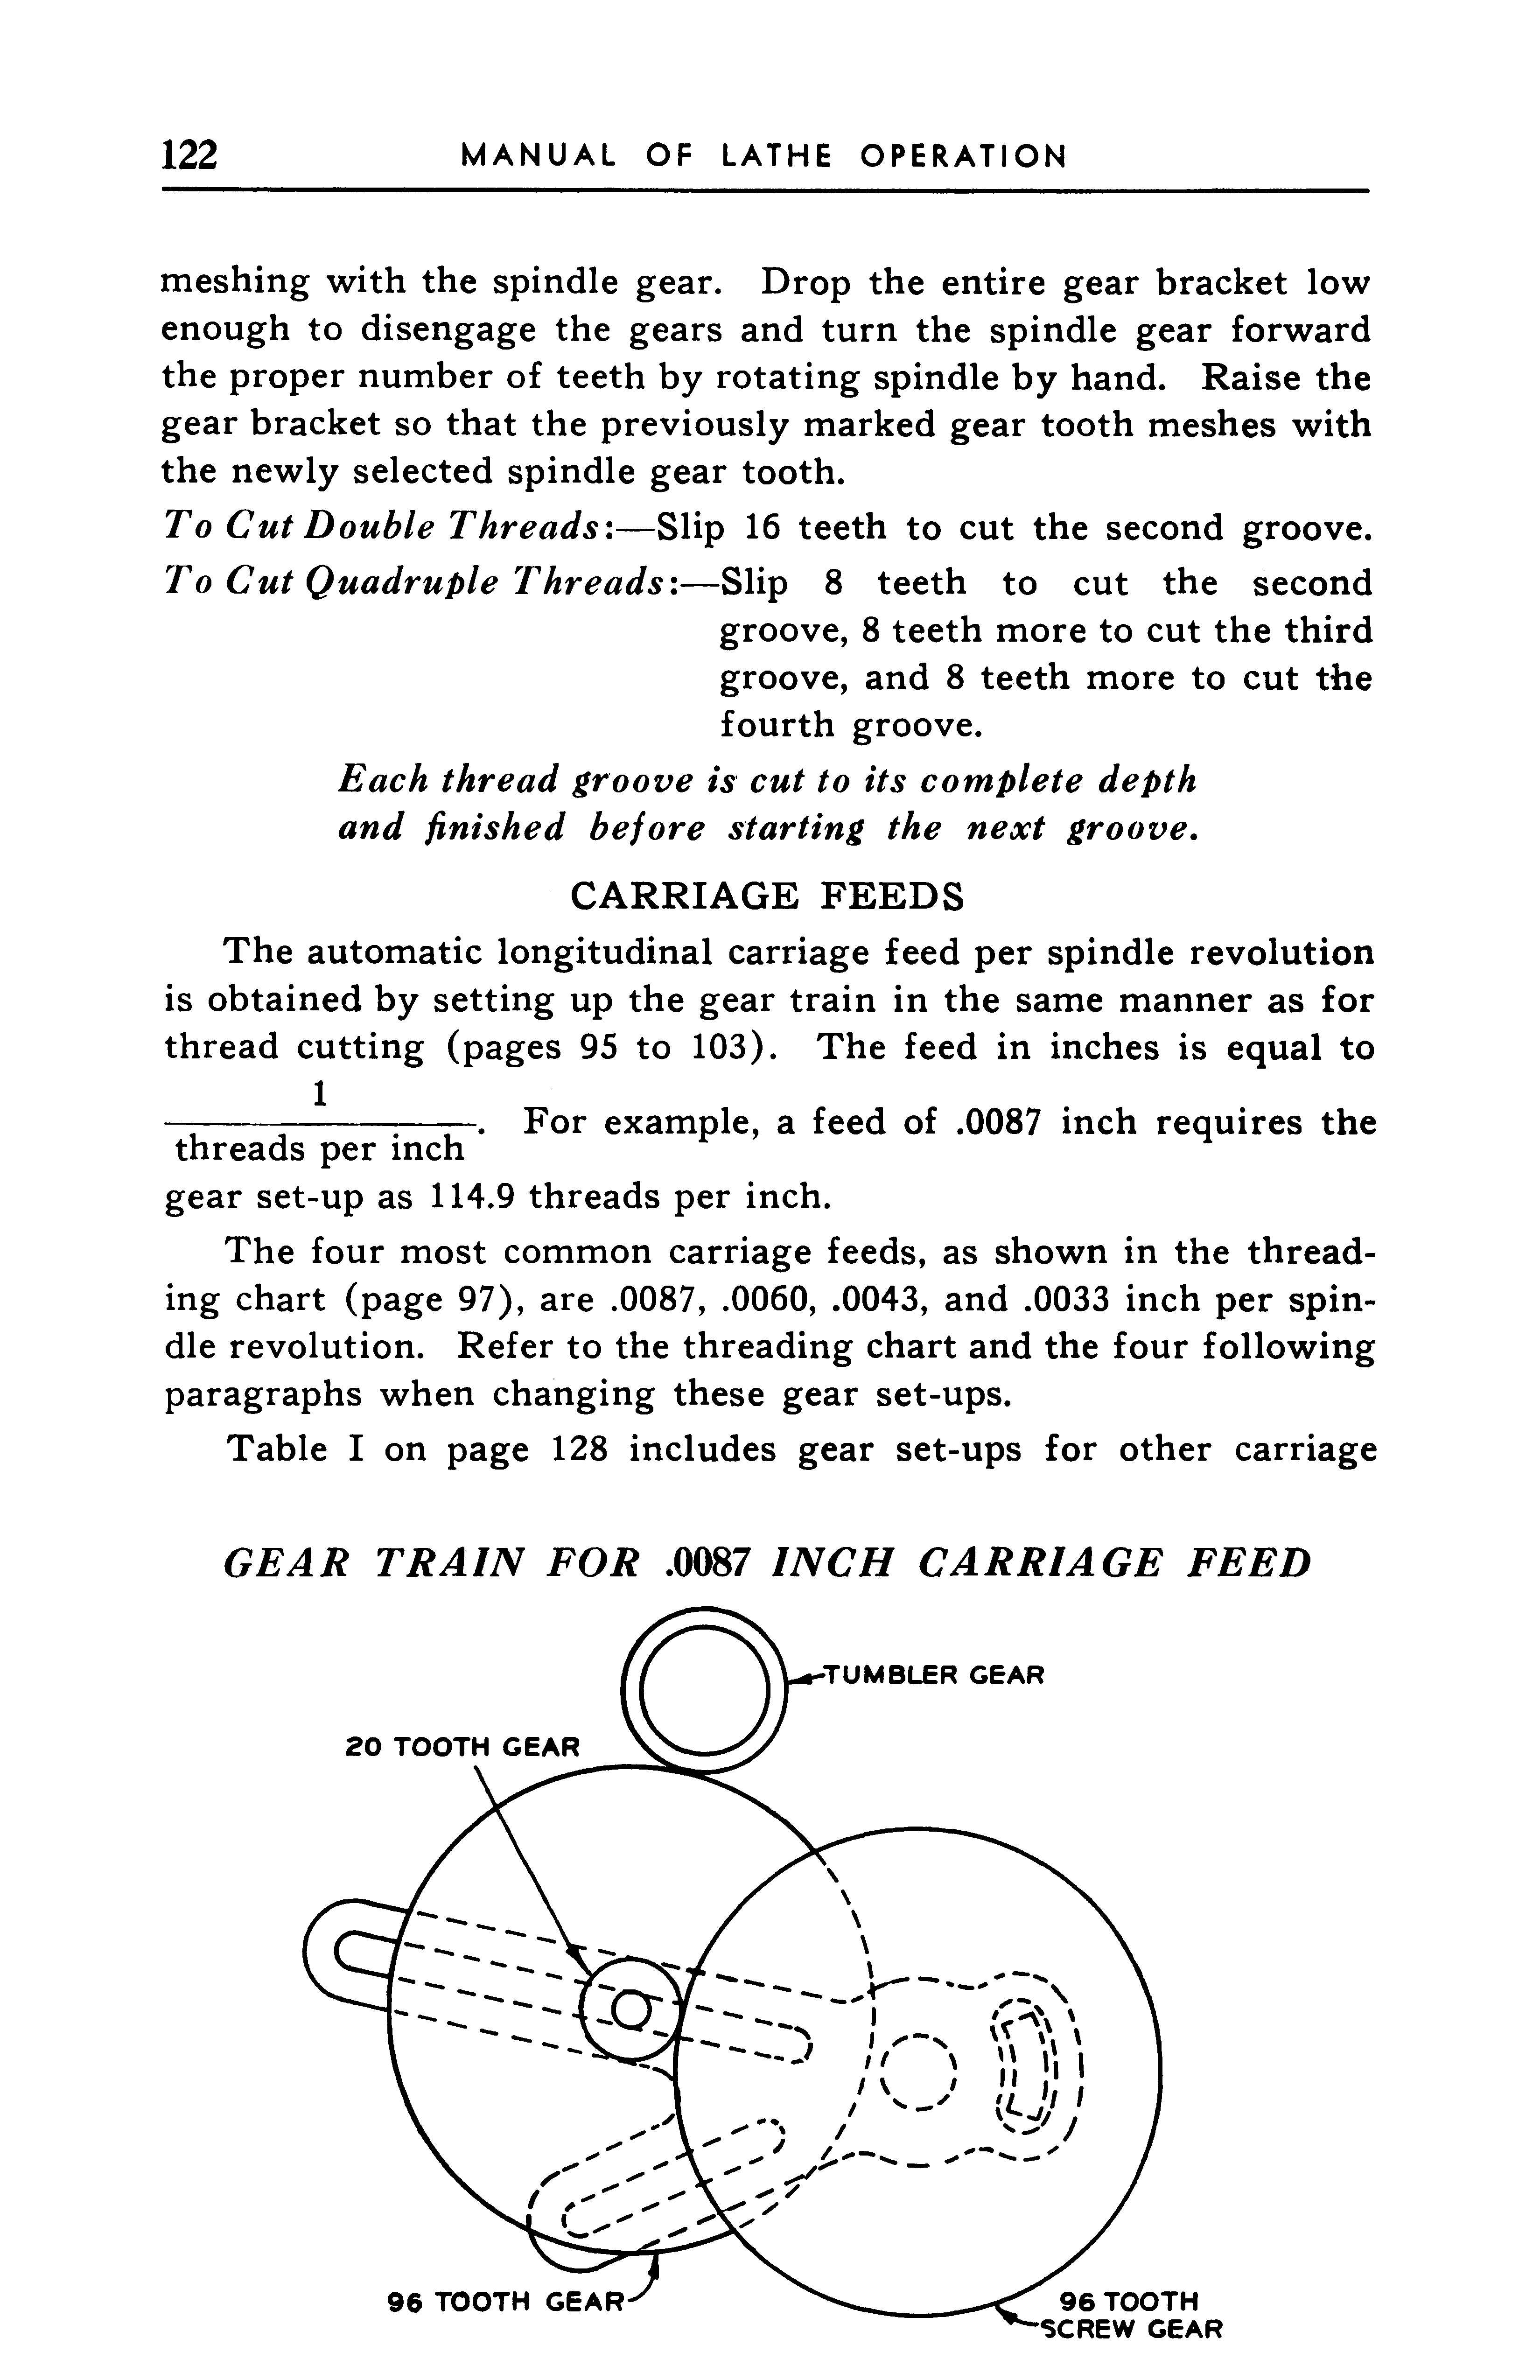 122 MANUAL OF LATHE OPERATION
meshing with the spindle gear. Drop the entire gear bracket low
enough to disengage the gears and turn the spindle gear forward
the proper number of teeth by rotating spindle by hand. Raise the
gear bracket so that the previously marked gear tooth meshes with
the newly selected spindle gear tooth.
To Cut Double Threads:—Slip 16 teeth to cut the second groove.
To Cut Quadruple Threads:—Slip 8 teeth to cut the second
groove, 8 teeth more to cut the third
groove, and 8 teeth more to cut the
fourth groove.
Each thread groove is cut to its complete depth
and finished before starting the next groove.
CARRIAGE FEEDS
The automatic longitudinal carriage feed per spindle revolution
is obtained by setting up the gear train in the same manner as for
thread cutting (pages 95 to 103). The feed in inches is equal to
1
threads per inch. For example, a feed of .0087 inch requires the
gear set-up as 114.9 threads per inch.
The four most common carriage feeds, as shown in the thread-
ing chart (page 97), are .0087, .0060, .0043, and .0033 inch per spin-
dle revolution. Refer to the threading chart and the four following
paragraphs when changing these gear set-ups.
Table I on page 128 includes gear set-ups for other carriage
GEAR TRAIN FOR .0087 INCH CARRIAGE FEED
TUMBLER GEAR
20 TOOTH GEAR
96 TOOTH GEAR
96 TOOTH
SCREW GEAR